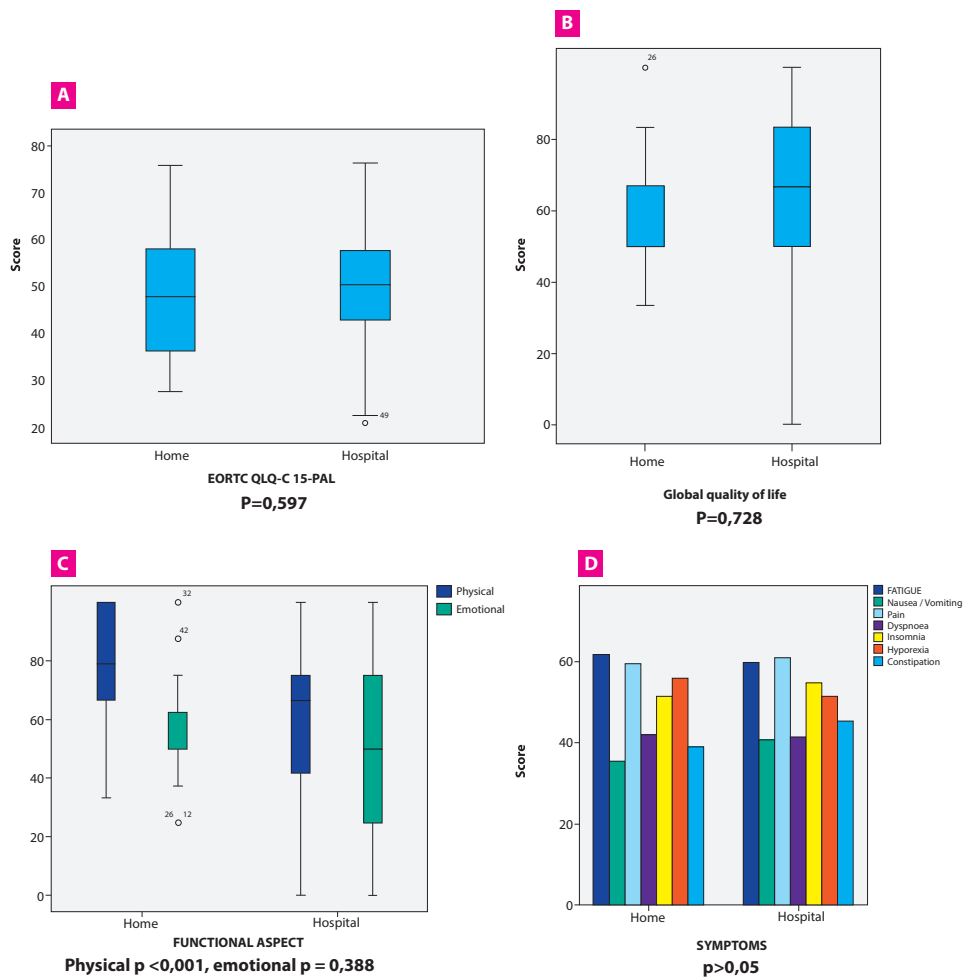 A
80
70
60
50
40
30
20
Score
49
Home Hospital
EORTC QLQ-C 15-PAL
P=0,597
B
80
60
40
20
0
Score
26
Home Hospital
Global quality of life
P=0,728
C
80
60
40
20
0
32
42
26 12
Physical
Emotional
Home Hospital
FUNCTIONAL ASPECT
Physical p <0,001, emotional p = 0,388
D
60
40
20
0
Score
FATIGUE
Nausea / Vomiting
Pain
Dyspnoea
Insomnia
Hyporexia
Constipation
Home Hospital
SYMPTOMS
p>0,05